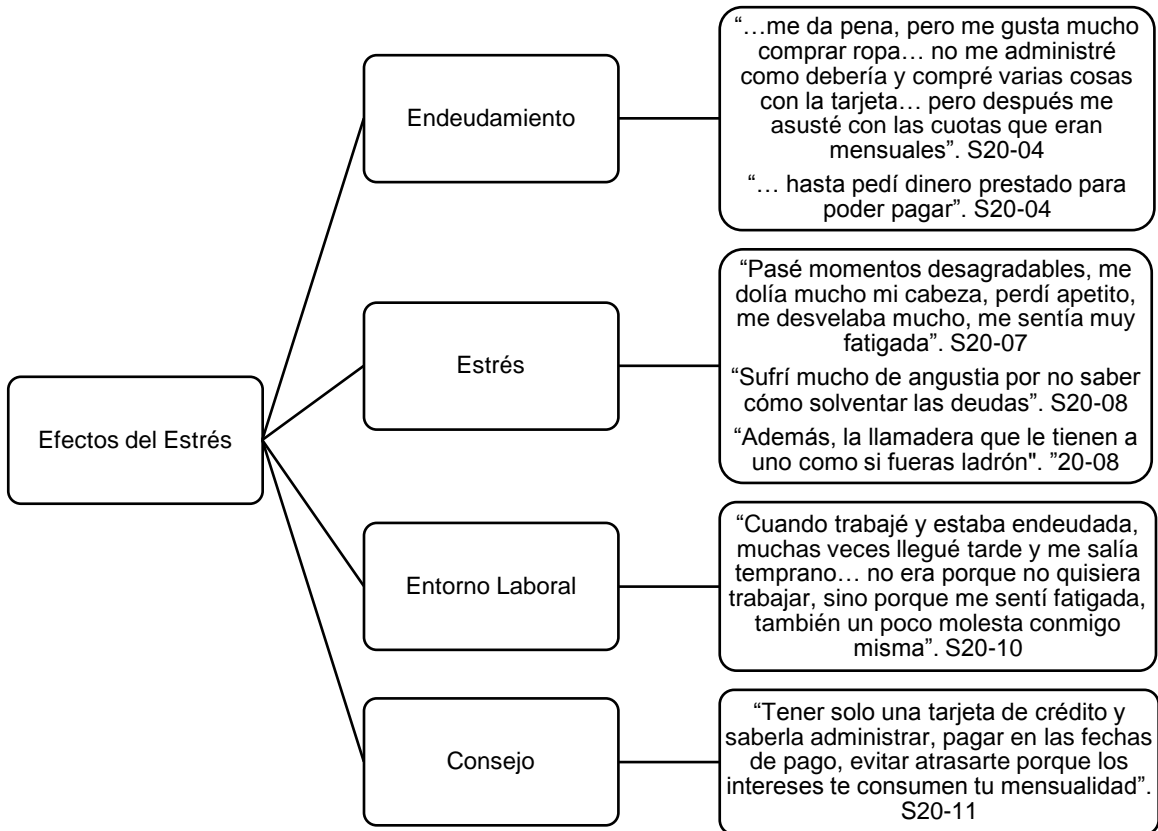 Efectos del Estrés
Endeudamiento
“…me da pena, pero me gusta mucho
comprar ropa… no me administré
como debería y compré varias cosas
con la tarjeta… pero después me
asusté con las cuotas que eran
mensuales”. S20-04
“… hasta pedí dinero prestado para
poder pagar”. S20-04
Estrés
“Pasé momentos desagradables, me
dolía mucho mi cabeza, perdí apetito,
me desvelaba mucho, me sentía muy
fatigada”. S20-07
“Sufrí mucho de angustia por no saber
cómo solventar las deudas”. S20-08
“Además, la llamadera que le tienen a
uno como si fueras ladrón". ”20-08
Entorno Laboral
“Cuando trabajé y estaba endeudada,
muchas veces llegué tarde y me salía
temprano… no era porque no quisiera
trabajar, sino porque me sentí fatigada,
también un poco molesta conmigo
misma”. S20-10
Consejo
“Tener solo una tarjeta de crédito y
saberla administrar, pagar en las fechas
de pago, evitar atrasarte porque los
intereses te consumen tu mensualidad”.
S20-11